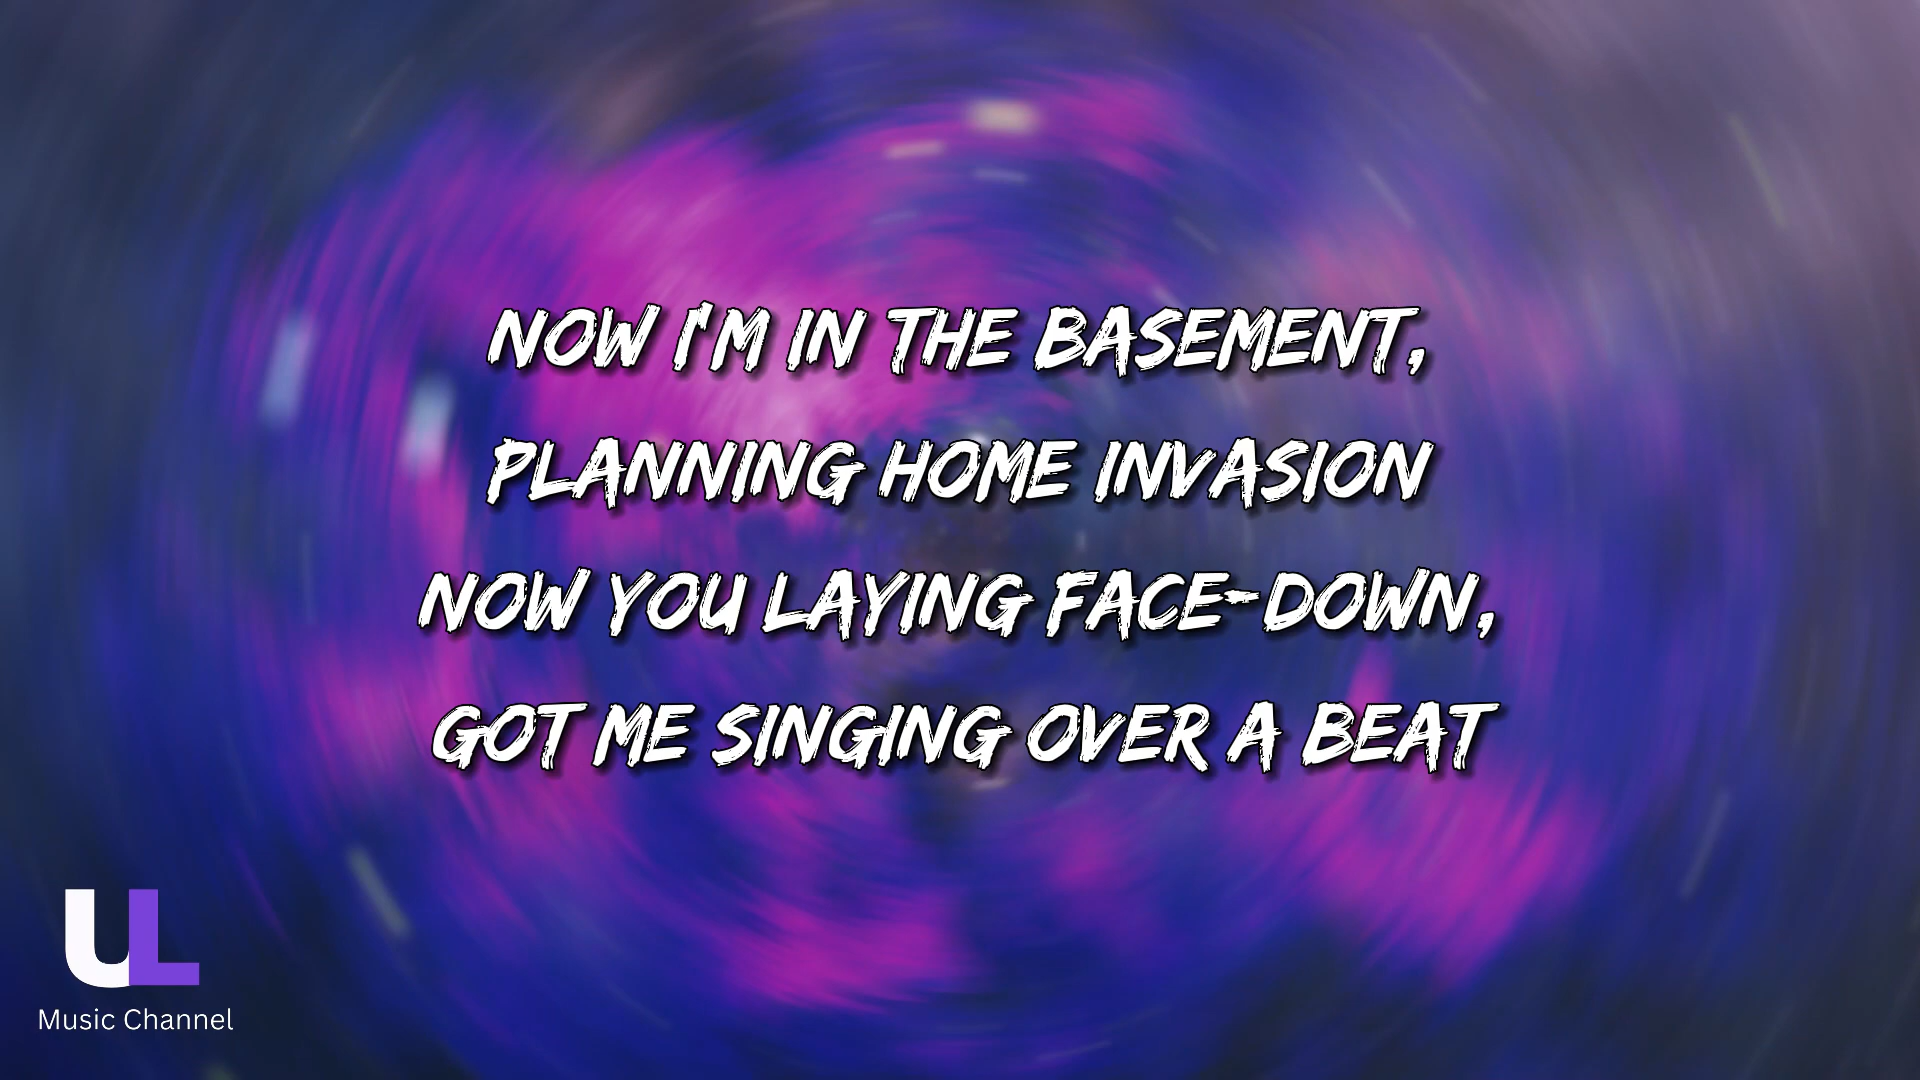 NOW I'M IN THE BASEMENT,
PLANNING HOME INVASION
NOW YOU LAYING FACE-DOWN,
GOT ME SINGING OVER A BEAT
UL
Music Channel